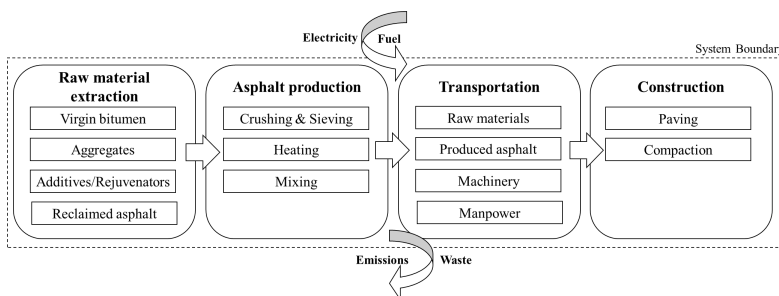 Electricity Fuel
System Boundary
Raw material
extraction
Virgin bitumen
Aggregates
Additives/Rejuvenators
Reclaimed asphalt
Asphalt production
Crushing & Sieving
Heating
Mixing
Transportation
Raw materials
Produced asphalt
Machinery
Manpower
Construction
Paving
Compaction
Emissions Waste